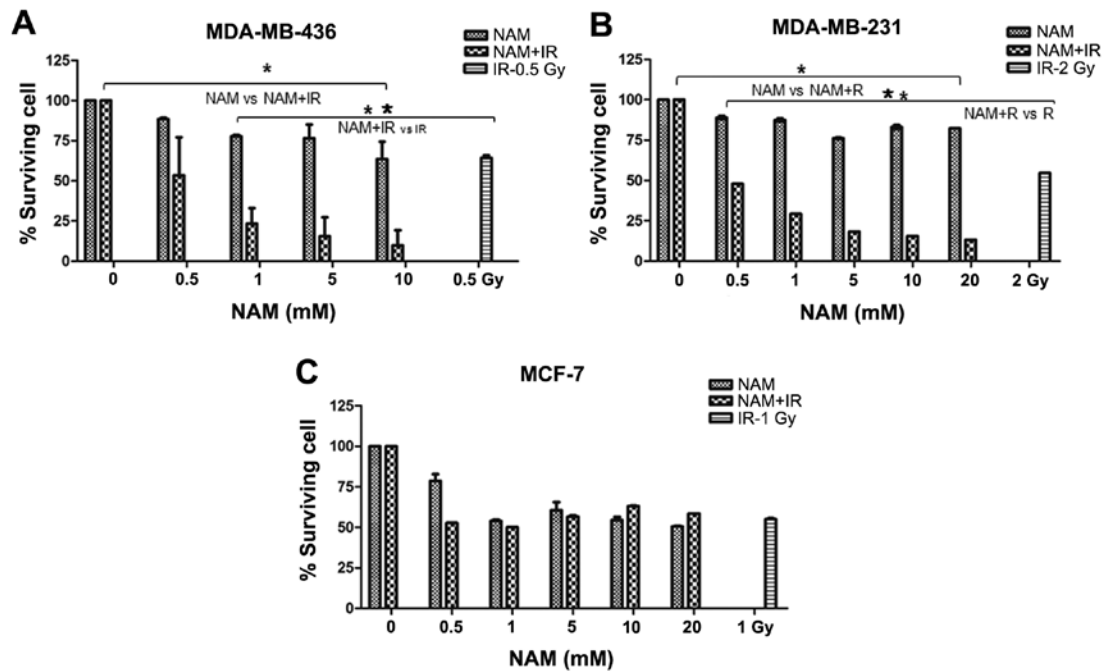 A
MDA-MB-436
NAM
NAM+IR
IR-0.5 Gy
125
100
75
50
25
0
% Surviving cell
*
NAM vs NAM+IR
* *
NAM+IR vs IR
0 0.5 1 5 10 0.5 Gy
NAM (mM)
B
MDA-MB-231
NAM
NAM+IR
IR-2 Gy
125
100
75
50
25
0
% Surviving cell
*
NAM vs NAM+R
* *
NAM+R vs R
0 0.5 1 5 10 20 2 Gy
NAM (mM)
C
MCF-7
NAM
NAM+IR
IR-1 Gy
125
100
75
50
25
0
% Surviving cell
0 0.5 1 5 10 20 1 Gy
NAM (mM)